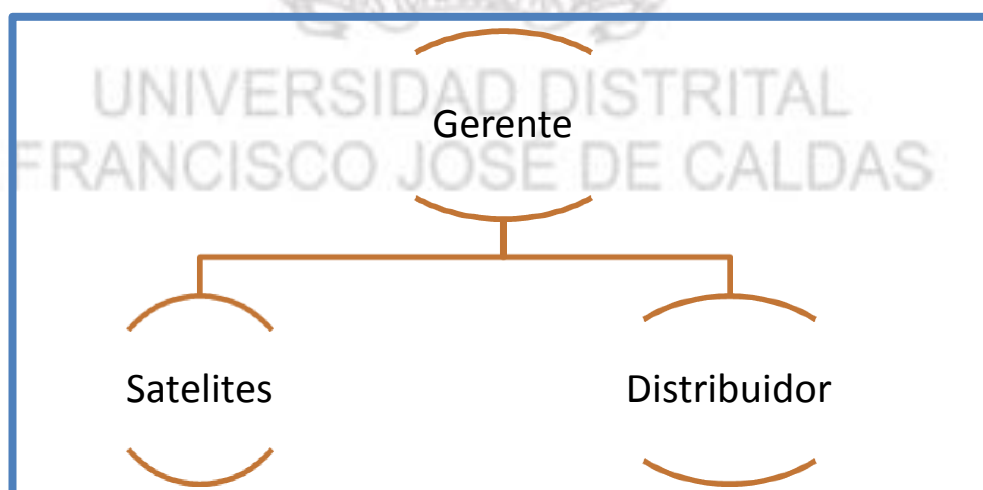 UNIVERSIDAD DISTRITAL
Gerente
FRANCISCO JOSE DE CALDAS
Satelites
Distribuidor